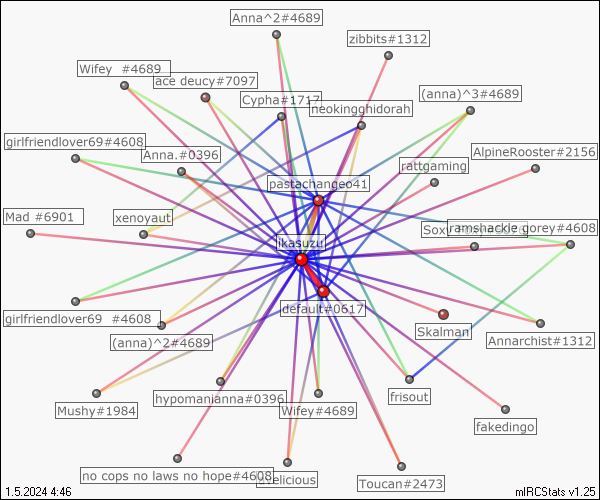 Anna^2#4689
zibbits#1312
Wifey  #4689
ace deucy#7097
Cypha#1717
neokingghidorah
(anna)^3#4689
girlfriendlover69#4608
Anna.#0396
rattgaming
AlpineRooster#2156
pastachangeo41
Mad #6901
xenoyaut
Soxy
ramshackle gorey#4608
ikasuzu
default#0617
girlfriendlover69  #4608
(anna)^2#4689
Skalman
Annarchist#1312
Mushy#1984
hypomanianna#0396
Wifey#4689
frisout
fakedingo
no cops no laws no hope#4608
elicious
Toucan#2473
1.5.2024 4:46
mIRCStats v1.25